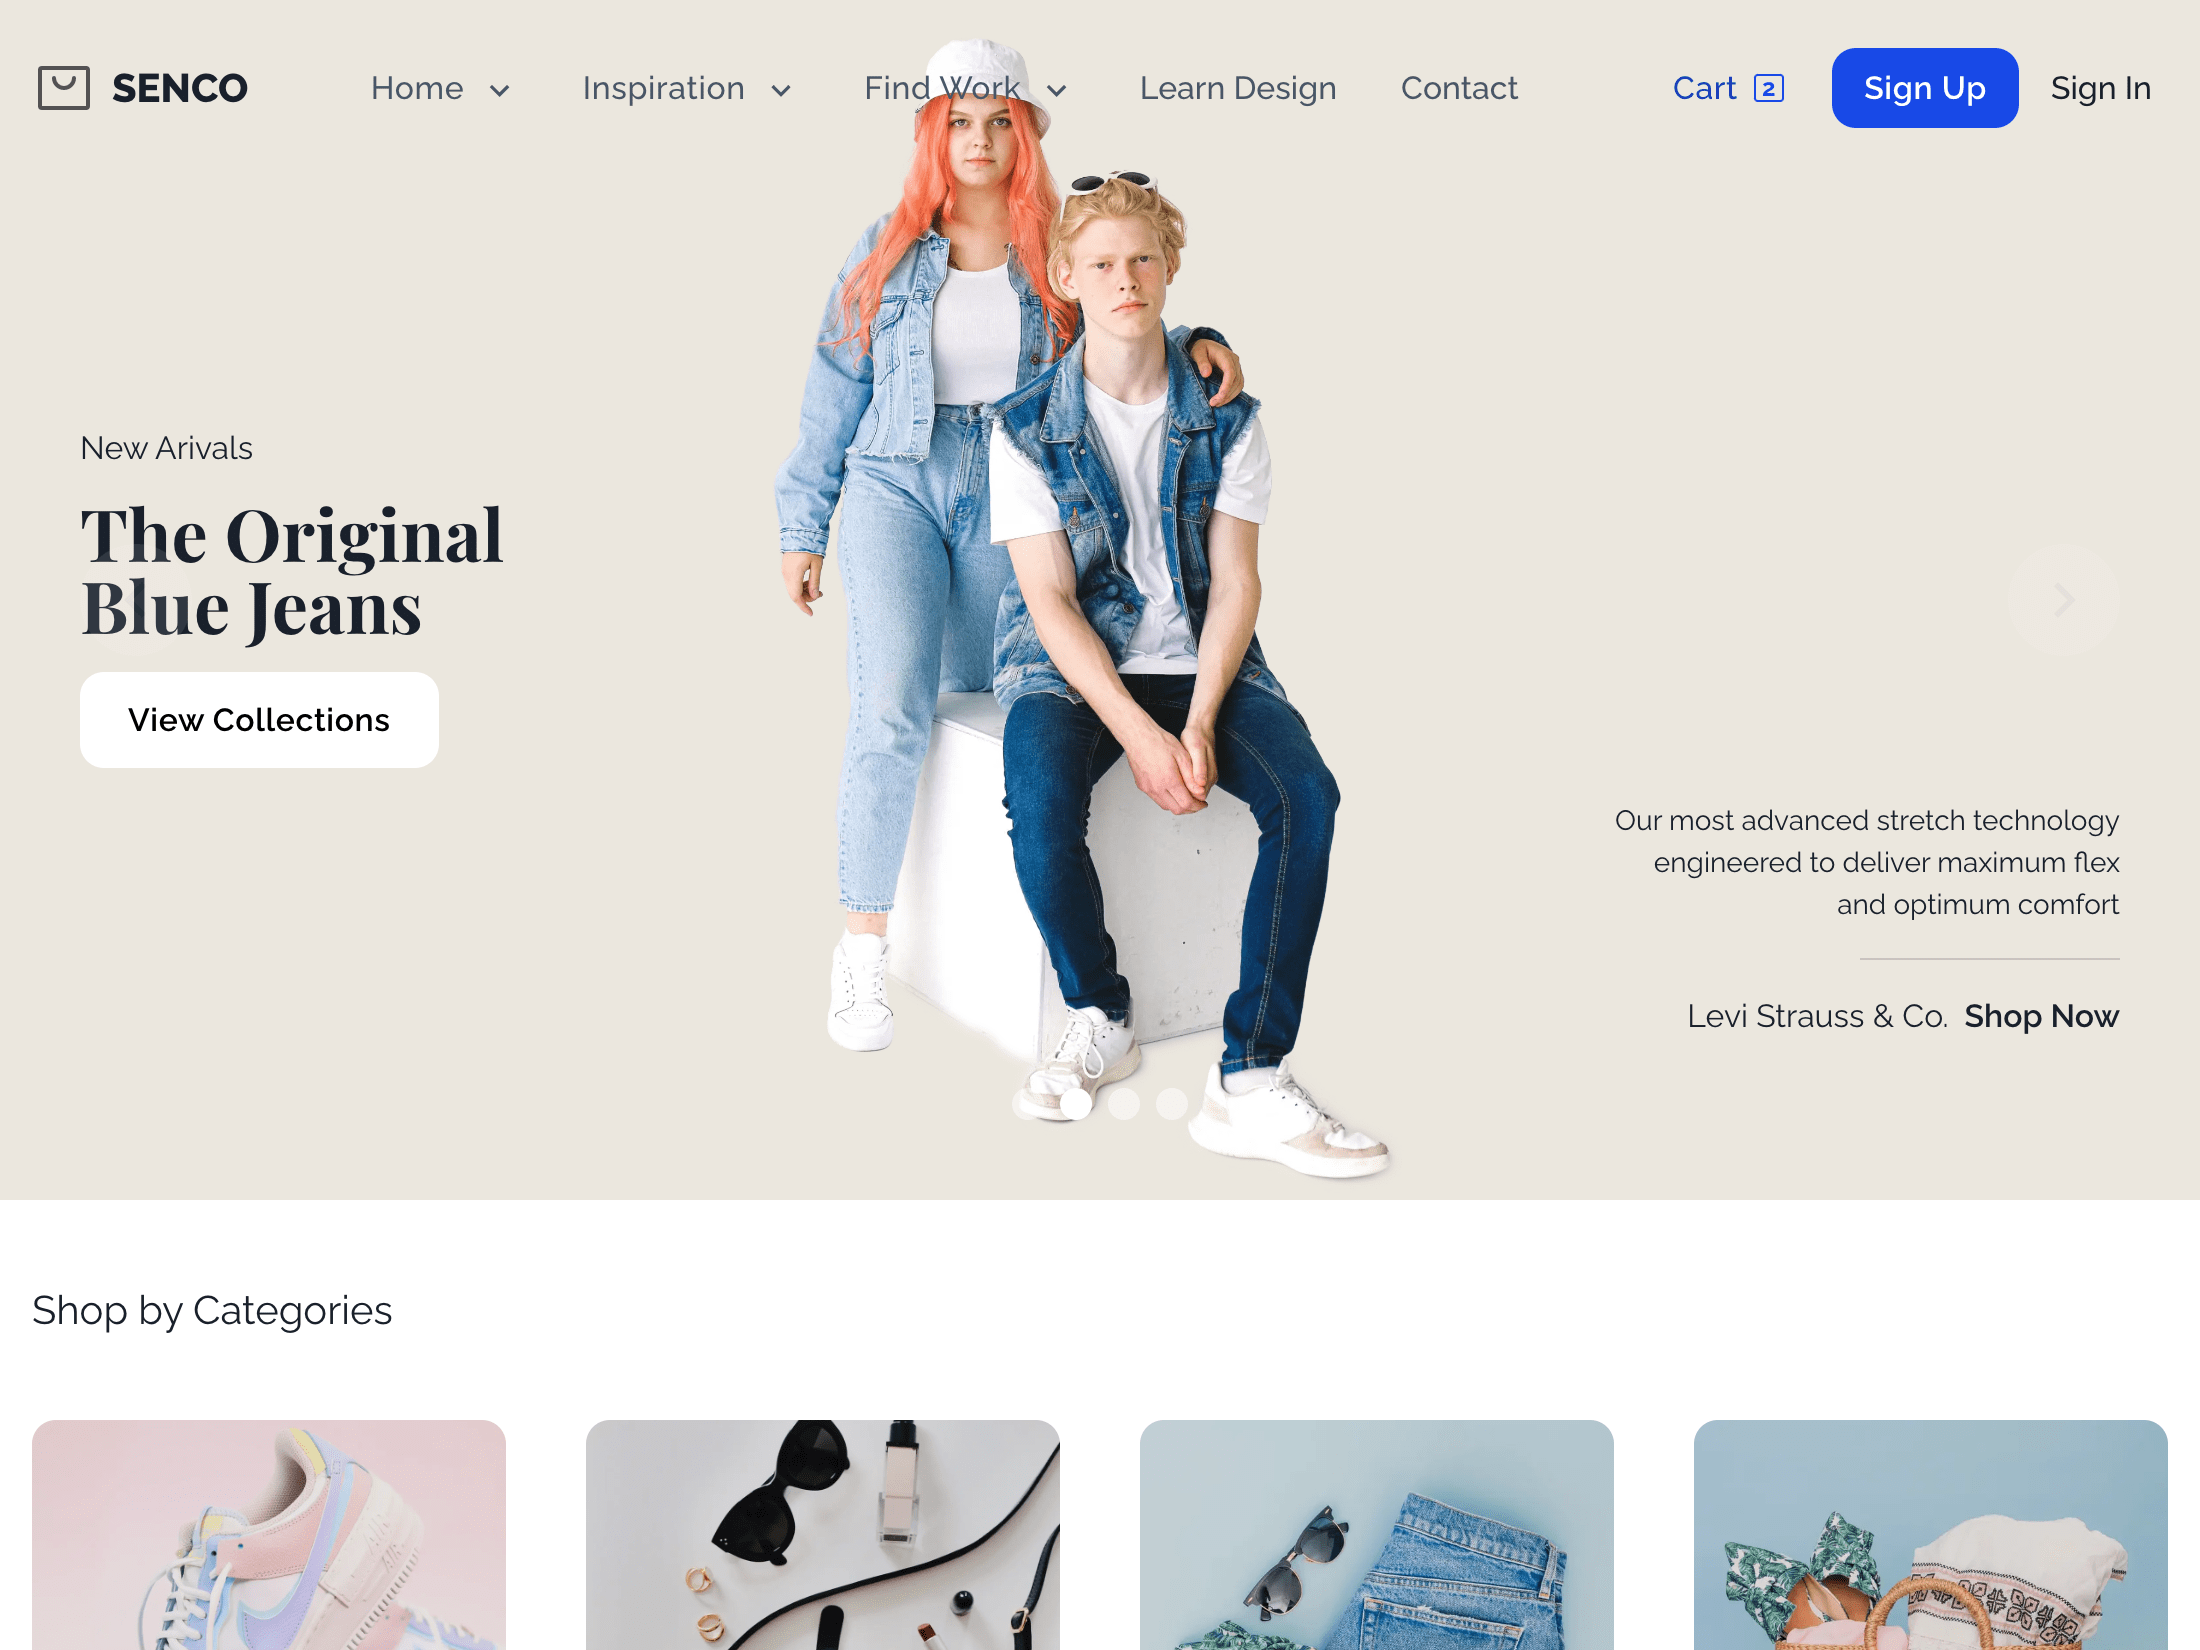 SENCO
Home
Inspiration
Find Work
Learn Design
Contact
Cart 2
Sign Up
Sign In
New Arivals
The Original
Blue Jeans
View Collections
Our most advanced stretch technology
engineered to deliver maximum flex
and optimum comfort
Levi Strauss & Co. Shop Now
Shop by Categories
AIR